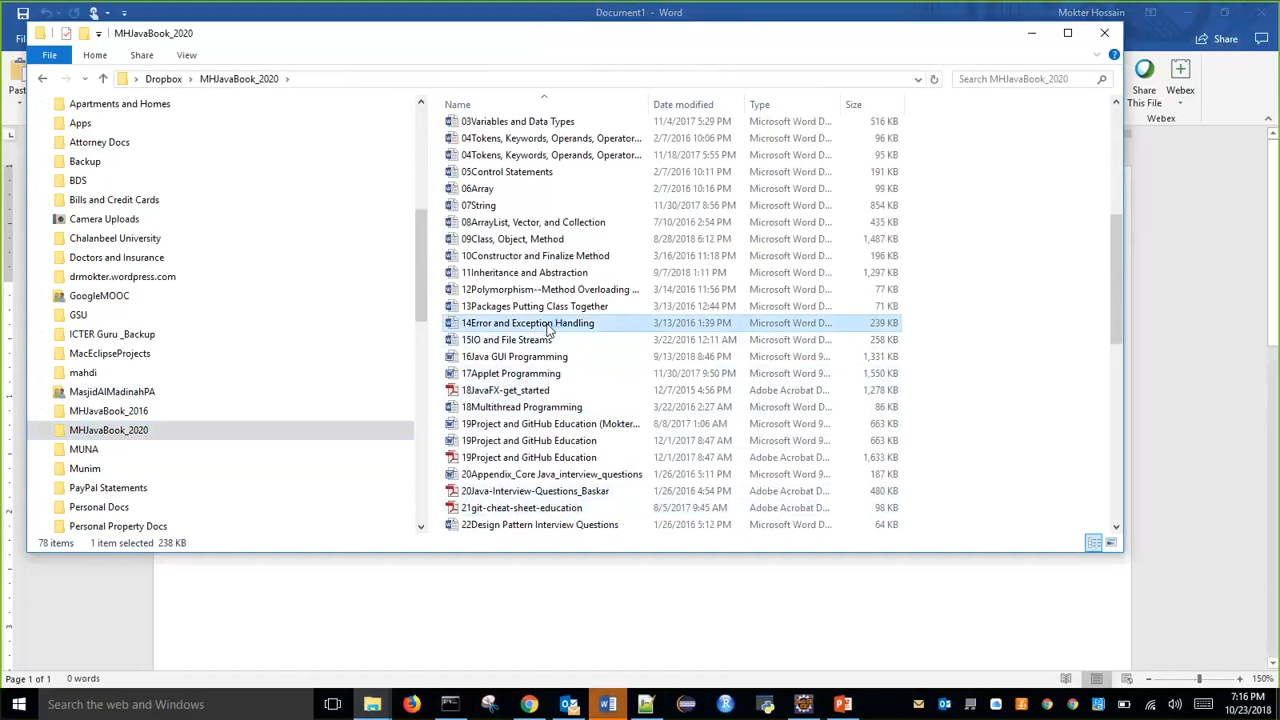 Document1 - Word
Mokter Hossain
MHJavaBook_2020
File
Home
Share
View
Share
Dropbox
MHJavaBook_2020
Search MHJavaBook_2020
Past
Share This File
Webex
Webex
Apartments and Homes
Apps
Attorney Docs
Backup
BDS
Bills and Credit Cards
Camera Uploads
Chalanbeel University
Doctors and Insurance
drmokter.wordpress.com
GoogleMOOC
GSU
ICTER Guru _Backup
MacEclipseProjects
mahdi
MasjidAlMadinahPA
MHJavaBook_2016
MHJavaBook_2020
MUNA
Munim
PayPal Statements
Personal Docs
Personal Property Docs
Name Date modified Type Size
03Variables and Data Types 11/4/2017 5:29 PM Microsoft Word D... 516 KB
04Tokens, Keywords, Operands, Operator... 2/7/2016 10:06 PM Microsoft Word D... 96 KB
04Tokens, Keywords, Operands, Operator... 11/18/2017 5:55 PM Microsoft Word D... 95 KB
05Control Statements 2/7/2016 10:11 PM Microsoft Word D... 191 KB
06Array 2/7/2016 10:16 PM Microsoft Word D... 99 KB
07String 11/30/2017 8:56 PM Microsoft Word D... 854 KB
08ArrayList, Vector, and Collection 7/10/2016 2:54 PM Microsoft Word D... 435 KB
09Class, Object, Method 8/28/2018 6:12 PM Microsoft Word D... 1,487 KB
10Constructor and Finalize Method 3/16/2016 11:18 PM Microsoft Word D... 196 KB
11Inheritance and Abstraction 9/7/2018 1:11 PM Microsoft Word D... 1,297 KB
12Polymorphism--Method Overloading ... 3/14/2016 11:56 PM Microsoft Word D... 77 KB
13Packages Putting Class Together 3/13/2016 12:44 PM Microsoft Word D... 71 KB
14Error and Exception Handling 3/13/2016 1:39 PM Microsoft Word D... 239 KB
15IO and File Streams 3/22/2016 12:11 AM Microsoft Word D... 258 KB
16Java GUI Programming 9/13/2018 8:46 PM Microsoft Word 9... 1,331 KB
17Applet Programming 11/30/2017 9:50 PM Microsoft Word 9... 1,550 KB
18JavaFX-get_started 12/7/2015 4:56 PM Adobe Acrobat D... 1,278 KB
18Multithread Programming 3/22/2016 2:27 AM Microsoft Word D... 86 KB
19Project and GitHub Education (Mokter... 8/8/2017 1:06 AM Microsoft Word D... 663 KB
19Project and GitHub Education 12/1/2017 8:47 AM Microsoft Word D... 663 KB
19Project and GitHub Education 12/1/2017 8:47 AM Adobe Acrobat D... 1,633 KB
20Appendix_Core Java_interview_questions 1/26/2016 5:11 PM Microsoft Word 9... 187 KB
20Java-Interview-Questions_Baskar 1/26/2016 4:54 PM Adobe Acrobat D... 480 KB
21git-cheat-sheet-education 8/5/2017 9:45 AM Adobe Acrobat D... 98 KB
22Design Pattern Interview Questions 1/26/2016 5:12 PM Microsoft Word D... 64 KB
78 items 1 item selected 238 KB
Page 1 of 1 0 words
150%
Search the web and Windows
7:16 PM
10/23/2018